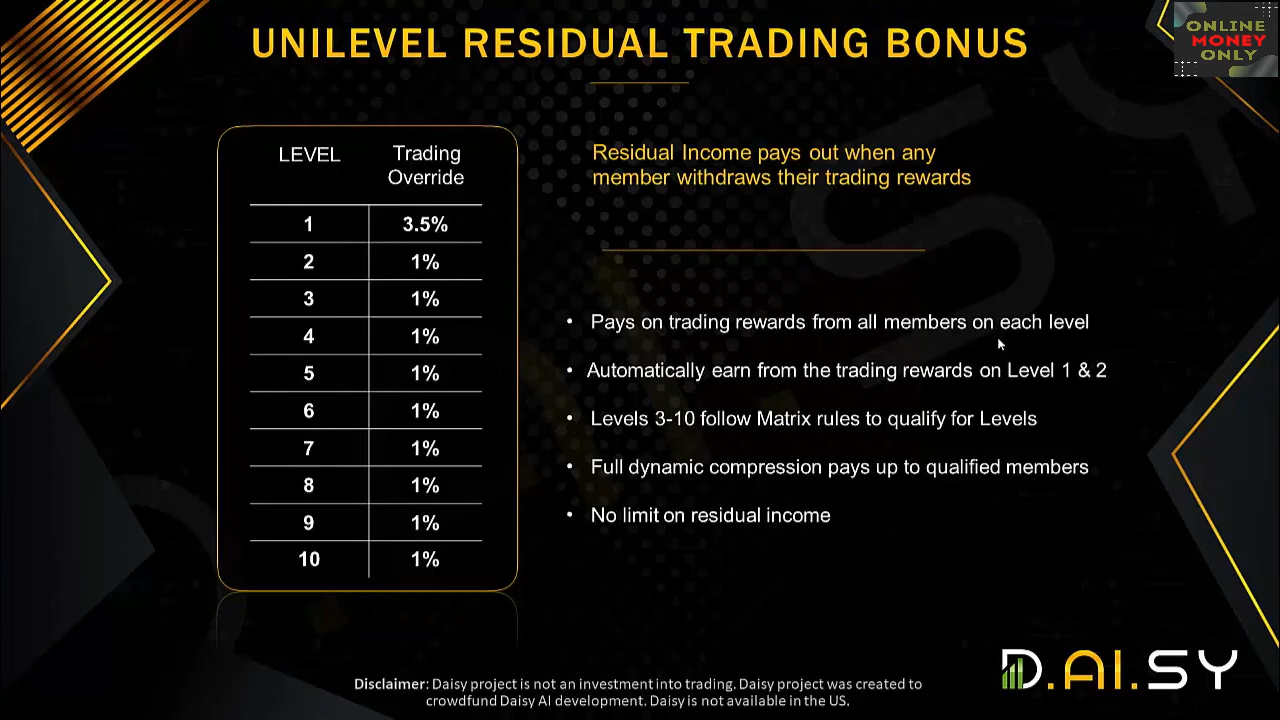 UNILEVEL RESIDUAL TRADING BONUS
ONLINE
MONEY
ONLY
LEVEL Trading
Override
1 3.5%
2 1%
3 1%
4 1%
5 1%
6 1%
7 1%
8 1%
9 1%
10 1%
Residual Income pays out when any
member withdraws their trading rewards
• Pays on trading rewards from all members on each level
• Automatically earn from the trading rewards on Level 1 & 2
• Levels 3-10 follow Matrix rules to qualify for Levels
• Full dynamic compression pays up to qualified members
• No limit on residual income
Disclaimer: Daisy project is not an investment into trading. Daisy project was created to
crowdfund Daisy AI development. Daisy is not available in the US.
D.AI.SY